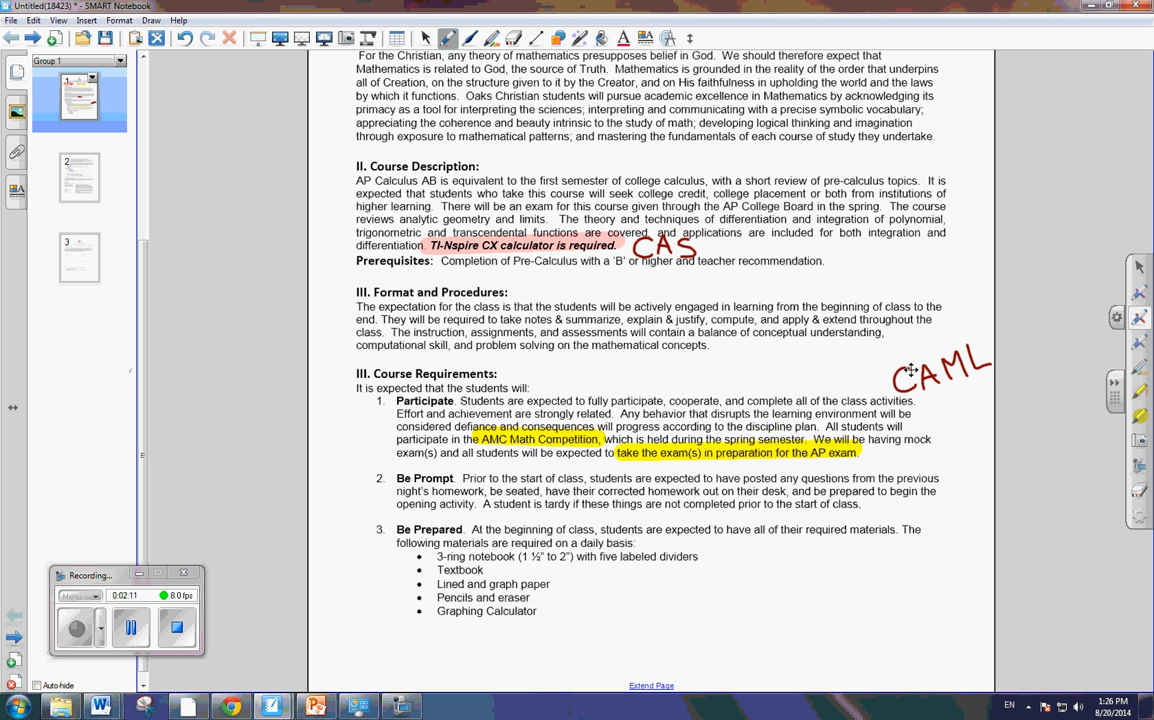 Untitled(18423) * - SMART Notebook
File Edit View Insert Format Draw Help
Group 1
1
2
3
For the Christian, any theory of mathematics presupposes belief in God. We should therefore expect that
Mathematics is related to God, the source of Truth. Mathematics is grounded in the reality of the order that underpins
all of Creation, on the structure given to it by the Creator, and on His faithfulness in upholding the world and the laws
by which it functions. Oaks Christian students will pursue academic excellence in Mathematics by acknowledging its
primacy as a tool for interpreting the sciences; interpreting and communicating with a precise symbolic vocabulary;
appreciating the coherence and beauty intrinsic to the study of math; developing logical thinking and imagination
through exposure to mathematical patterns; and mastering the fundamentals of each course of study they undertake.
II. Course Description:
AP Calculus AB is equivalent to the first semester of college calculus, with a short review of pre-calculus topics. It is
expected that students who take this course will seek college credit, college placement or both from institutions of
higher learning. There will be an exam for this course given through the AP College Board in the spring. The course
reviews analytic geometry and limits. The theory and techniques of differentiation and integration of polynomial,
trigonometric and transcendental functions are covered, and applications are included for both integration and
differentiation. TI-Nspire CX calculator is required. CAS
Prerequisites: Completion of Pre-Calculus with a 'B' or higher and teacher recommendation.
III. Format and Procedures:
The expectation for the class is that the students will be actively engaged in learning from the beginning of class to the
end. They will be required to take notes & summarize, explain & justify, compute, and apply & extend throughout the
class. The instruction, assignments, and assessments will contain a balance of conceptual understanding,
computational skill, and problem solving on the mathematical concepts.
CAML
III. Course Requirements:
It is expected that the students will:
1. Participate. Students are expected to fully participate, cooperate, and complete all of the class activities.
Effort and achievement are strongly related. Any behavior that disrupts the learning environment will be
considered defiance and consequences will progress according to the discipline plan. All students will
participate in the AMC Math Competition, which is held during the spring semester. We will be having mock
exam(s) and all students will be expected to take the exam(s) in preparation for the AP exam.
2. Be Prompt. Prior to the start of class, students are expected to have posted any questions from the previous
night's homework, be seated, have their corrected homework out on their desk, and be prepared to begin the
opening activity. A student is tardy if these things are not completed prior to the start of class.
3. Be Prepared. At the beginning of class, students are expected to have all of their required materials. The
following materials are required on a daily basis:
• 3-ring notebook (1 ½" to 2") with five labeled dividers
• Textbook
• Lined and graph paper
• Pencils and eraser
• Graphing Calculator
Recording...
Menu 0:02:11 8.0 fps
Extend Page
Auto-hide
EN 1:26 PM
8/20/2014